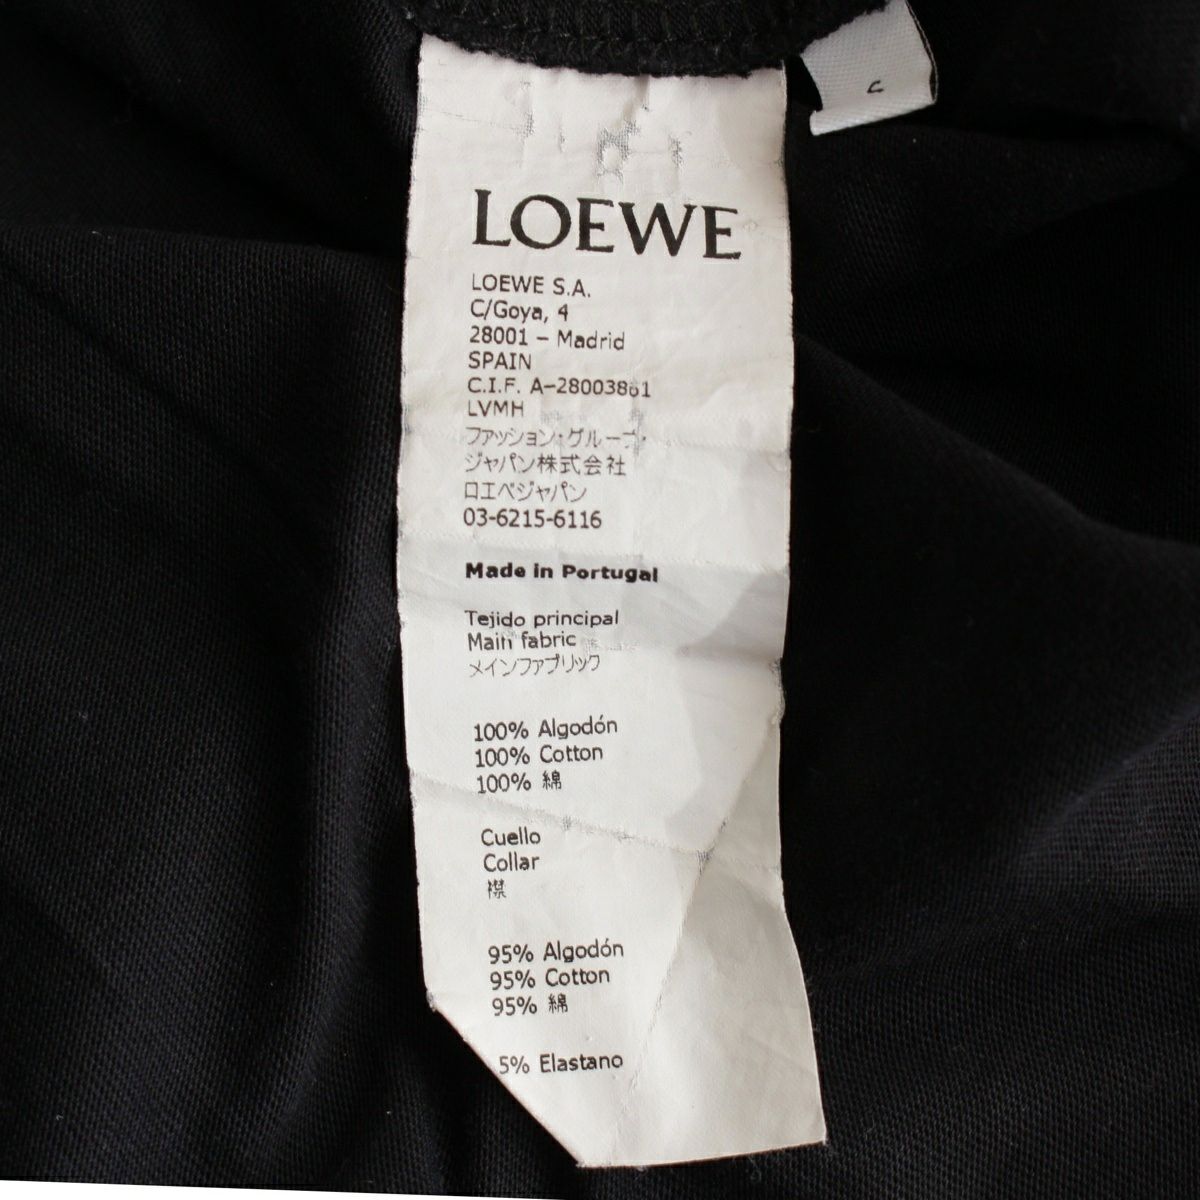 LOEWE
LOEWE S.A.
C/Goya, 4
28001 – Madrid
SPAIN
C.I.F. A-28003861
LVMH
ファッション・グループ・
ジャパン株式会社
ロエベジャパン
03-6215-6116
Made in Portugal
Tejido principal
Main fabric
メインファブリック
100% Algodón
100% Cotton
100% 綿
Cuello
Collar
襟
95% Algodón
95% Cotton
95% 綿
5% Elastano